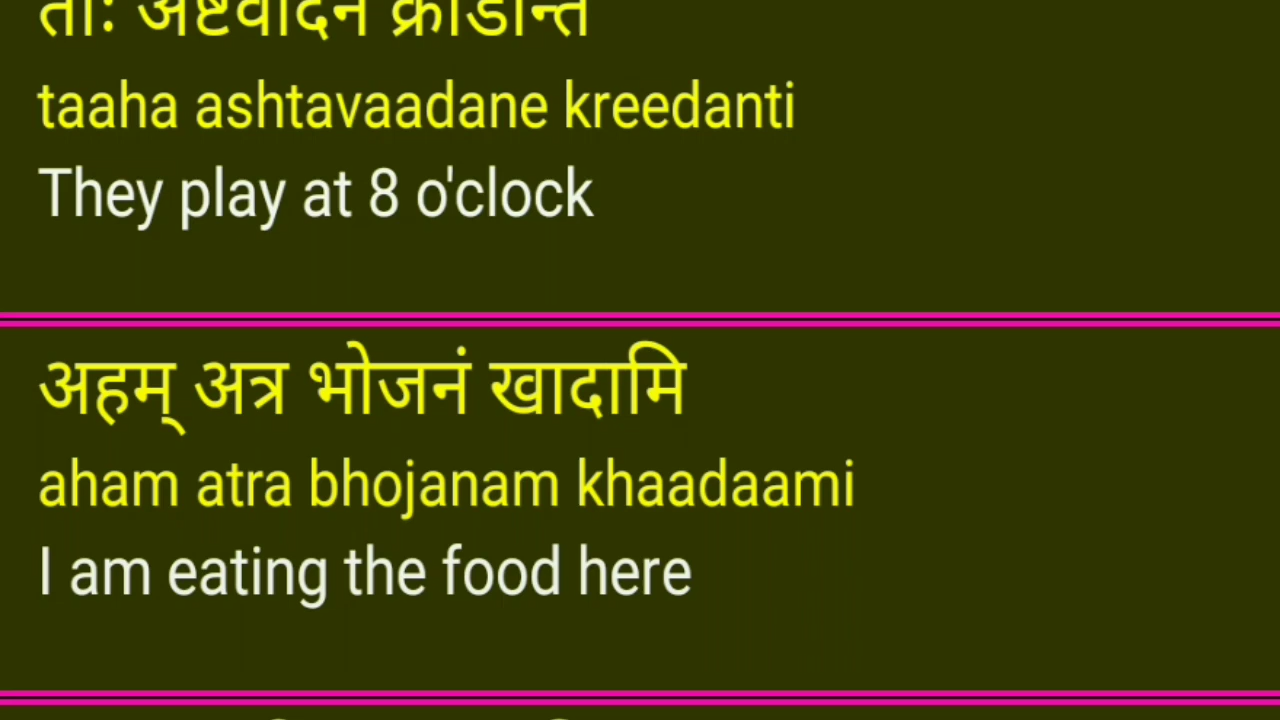 ताः अष्टवादने क्रीडन्ति
taaha ashtavaadane kreedanti
They play at 8 o'clock
अहम् अत्र भोजनं खादामि
aham atra bhojanam khaadaami
I am eating the food here